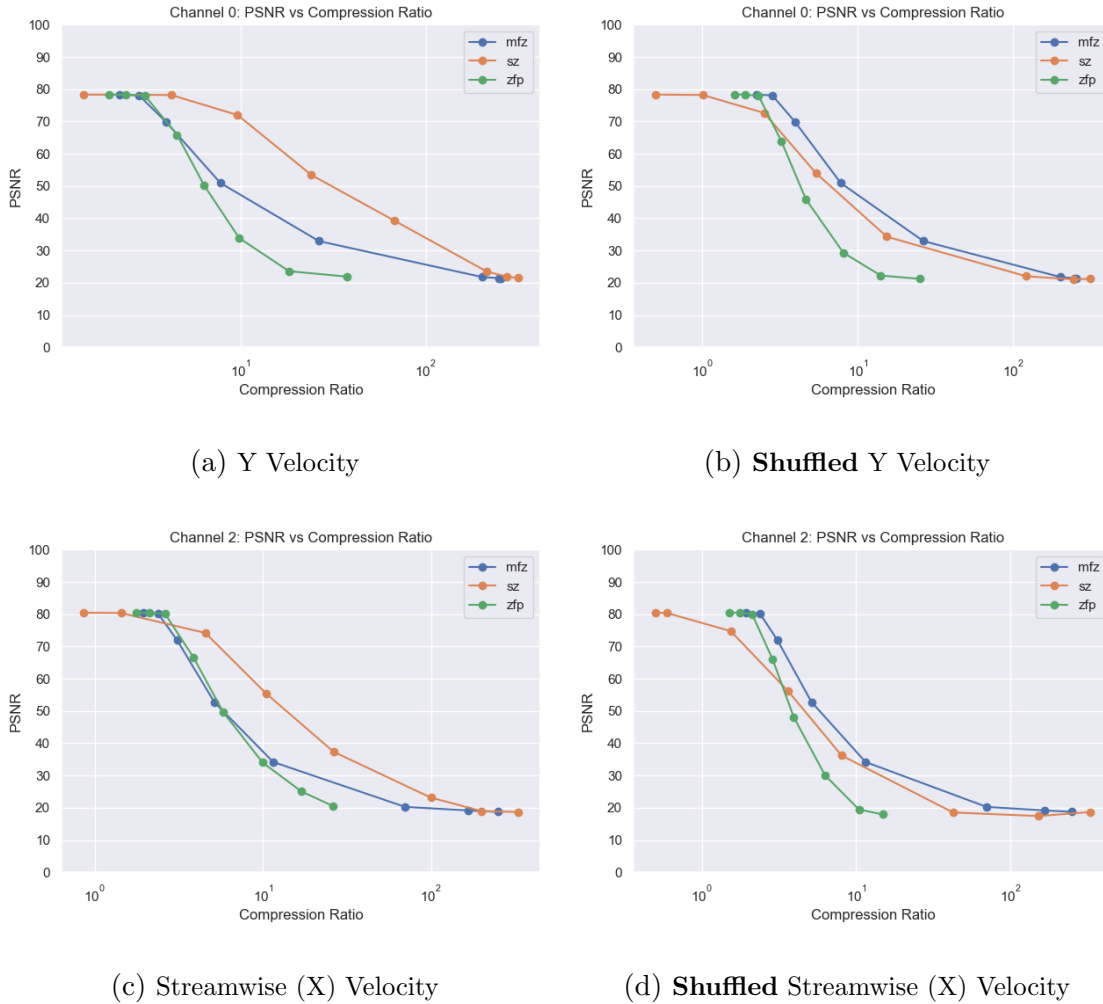 Channel 0: PSNR vs Compression Ratio
100
90
80
70
60
50
40
30
20
10
0
PSNR
mfz
sz
zfp
10^1
10^2
Compression Ratio
(a) Y Velocity
Channel 0: PSNR vs Compression Ratio
100
90
80
70
60
50
40
30
20
10
0
PSNR
mfz
sz
zfp
10^0
10^1
10^2
Compression Ratio
(b) Shuffled Y Velocity
Channel 2: PSNR vs Compression Ratio
100
90
80
70
60
50
40
30
20
10
0
PSNR
mfz
sz
zfp
10^0
10^1
10^2
Compression Ratio
(c) Streamwise (X) Velocity
Channel 2: PSNR vs Compression Ratio
100
90
80
70
60
50
40
30
20
10
0
PSNR
mfz
sz
zfp
10^0
10^1
10^2
Compression Ratio
(d) Shuffled Streamwise (X) Velocity